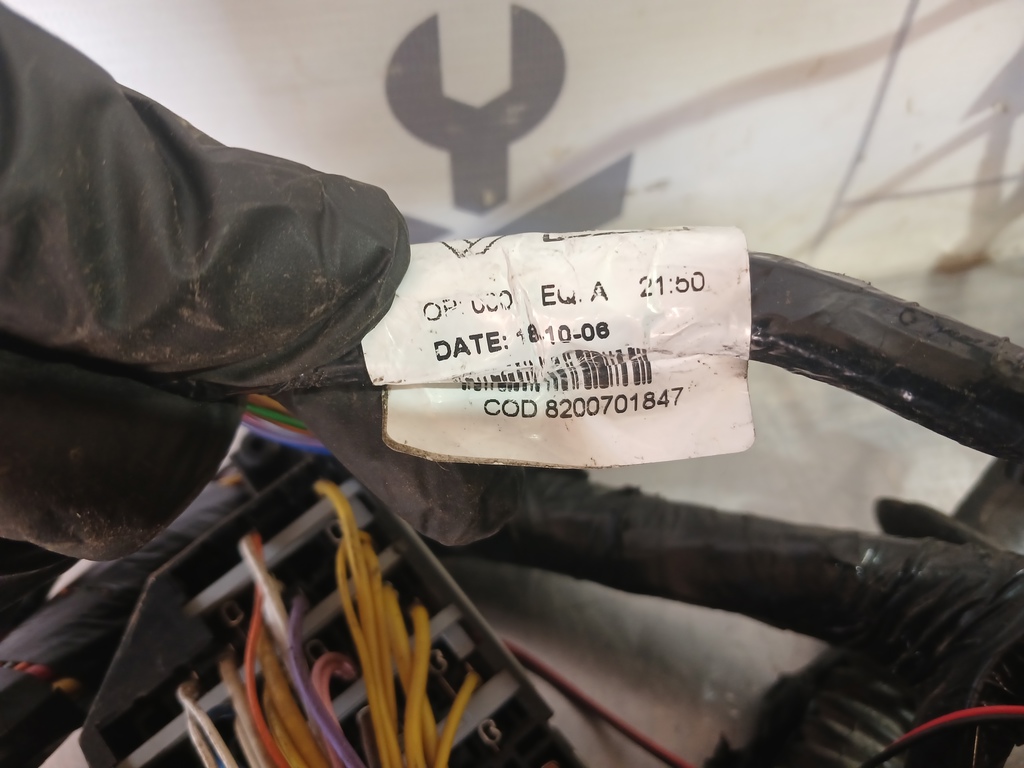 OP: 000 EQ. A 21:50
DATE: 18-10-06
COD 8200701847